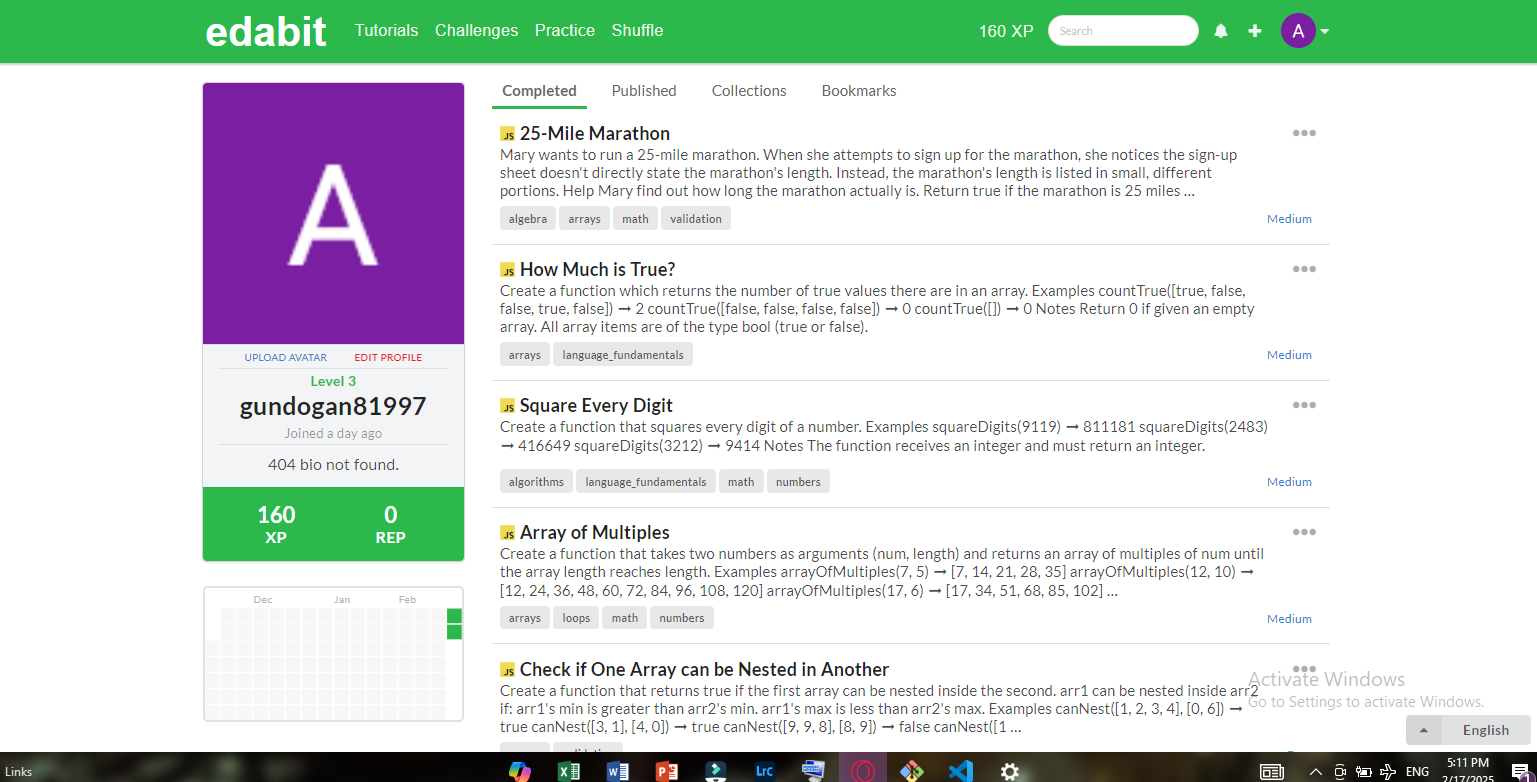 edabit
Tutorials Challenges Practice Shuffle
160 XP
Search
A
A
UPLOAD AVATAR EDIT PROFILE
Level 3
gundogan81997
Joined a day ago
404 bio not found.
160 0
XP REP
Dec Jan Feb
Completed Published Collections Bookmarks
JS 25-Mile Marathon
Mary wants to run a 25-mile marathon. When she attempts to sign up for the marathon, she notices the sign-up
sheet doesn't directly state the marathon's length. Instead, the marathon's length is listed in small, different
portions. Help Mary find out how long the marathon actually is. Return true if the marathon is 25 miles ...
algebra arrays math validation
Medium
JS How Much is True?
Create a function which returns the number of true values there are in an array. Examples countTrue([true, false,
false, true, false]) ➞ 2 countTrue([false, false, false, false]) ➞ 0 countTrue([]) ➞ 0 Notes Return 0 if given an empty
array. All array items are of the type bool (true or false).
arrays language_fundamentals
Medium
JS Square Every Digit
Create a function that squares every digit of a number. Examples squareDigits(9119) ➞ 811181 squareDigits(2483)
➞ 416649 squareDigits(3212) ➞ 9414 Notes The function receives an integer and must return an integer.
algorithms language_fundamentals math numbers
Medium
JS Array of Multiples
Create a function that takes two numbers as arguments (num, length) and returns an array of multiples of num until
the array length reaches length. Examples arrayOfMultiples(7, 5) ➞ [7, 14, 21, 28, 35] arrayOfMultiples(12, 10) ➞
[12, 24, 36, 48, 60, 72, 84, 96, 108, 120] arrayOfMultiples(17, 6) ➞ [17, 34, 51, 68, 85, 102] ...
arrays loops math numbers
Medium
JS Check if One Array can be Nested in Another
Create a function that returns true if the first array can be nested inside the second. arr1 can be nested inside arr2
if: arr1's min is greater than arr2's min. arr1's max is less than arr2's max. Examples canNest([1, 2, 3, 4], [0, 6]) ➞
true canNest([3, 1], [4, 0]) ➞ true canNest([9, 9, 8], [8, 9]) ➞ false canNest([1 ...
Activate Windows
Go to Settings to activate Windows.
English
Links
LrC
ENG
5:11 PM
2/17/2025
1